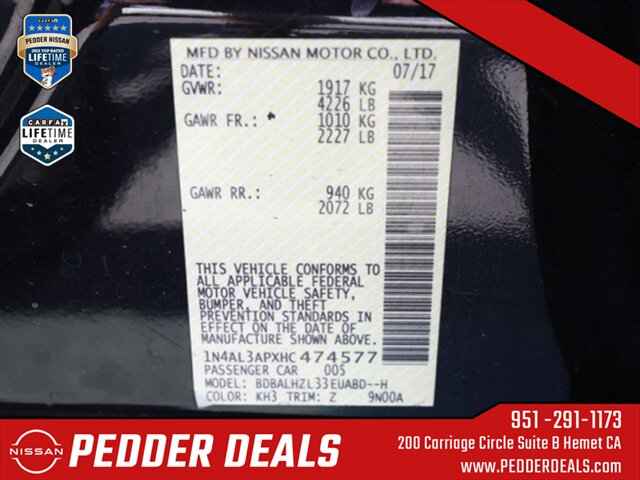 CARFAX
PEDDER NISSAN
2023 TOP-RATED
LIFETIME
DEALER
CARFAX
LIFETIME
DEALER
MFD BY NISSAN MOTOR CO., LTD.
DATE: 07/17
GVWR: 1917 KG
4226 LB
GAWR FR.: 1010 KG
2227 LB
GAWR RR.: 940 KG
2072 LB
THIS VEHICLE CONFORMS TO
ALL APPLICABLE FEDERAL
MOTOR VEHICLE SAFETY,
BUMPER, AND THEFT
PREVENTION STANDARDS IN
EFFECT ON THE DATE OF
MANUFACTURE SHOWN ABOVE.
1N4AL3APXHC474577
PASSENGER CAR 005
MODEL: BDBALHZL33EUABD--H
COLOR: KH3 TRIM: Z 9N00A
NISSAN
PEDDER DEALS
951 -291-1173
200 Carriage Circle Suite B Hemet CA
www.PEDDERDEALS.com